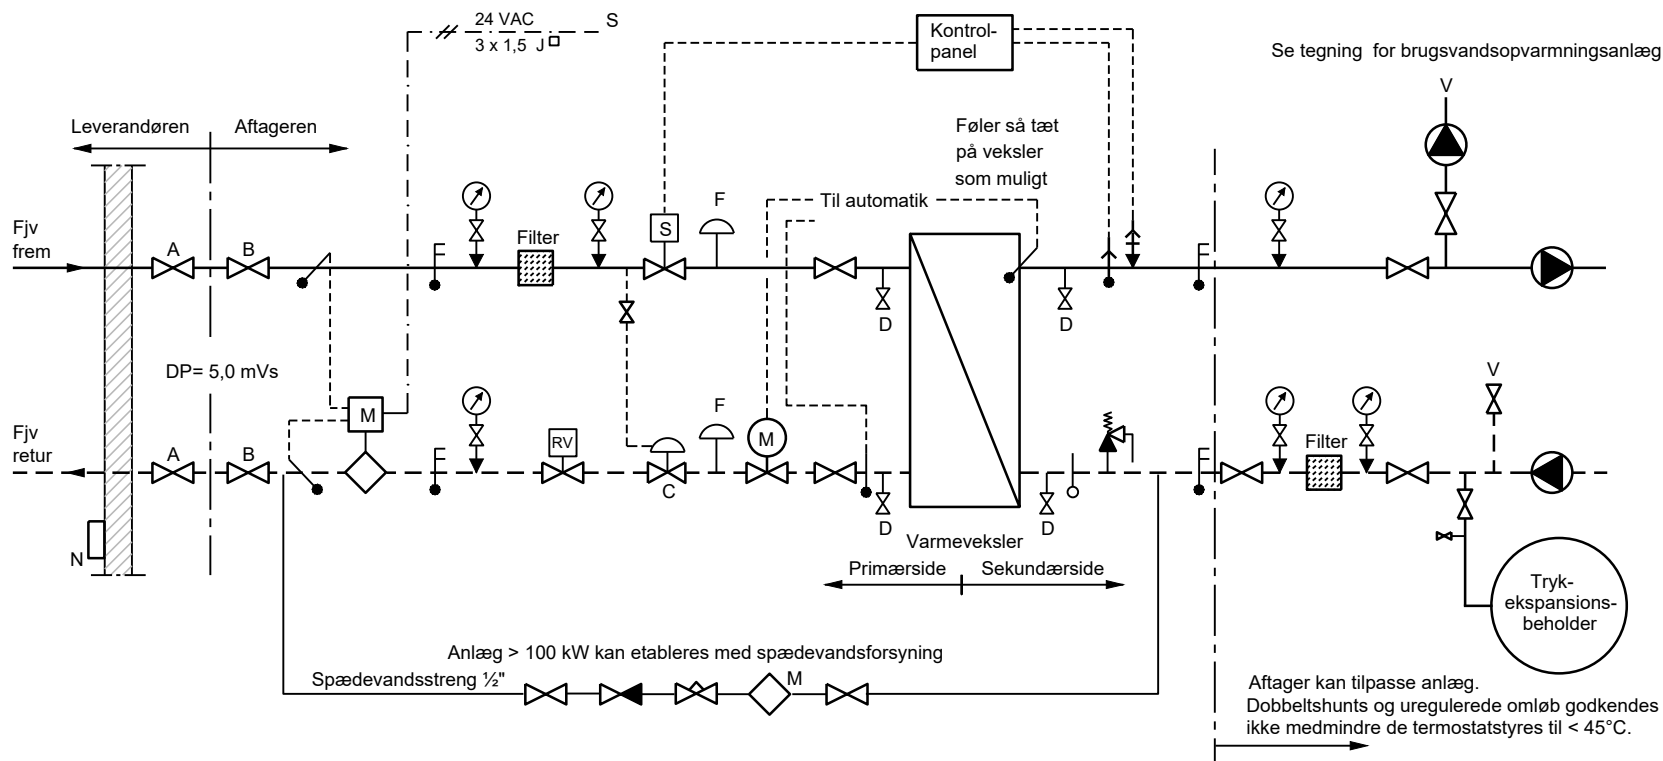 24 VAC
S
3 x 1,5 J
Kontrol-
panel
Se tegning for brugsvandsopvarmningsanlæg
V
Leverandøren
Aftageren
Føler så tæt
på veksler
som muligt
Til automatik
Fjv
frem
A
B
Filter
S
F
D
D
DP= 5,0 mVs
M
F
M
V
Fjv
retur
A
B
RV
C
Filter
D
D
N
Varmeveksler
Primærside
Sekundærside
Tryk-
ekspansions-
beholder
Anlæg > 100 kW kan etableres med spædevandsforsyning
Spædevandsstreng ½"
M
Aftager kan tilpasse anlæg.
Dobbeltshunts og uregulerede omløb godkendes
ikke medmindre de termostatstyres til < 45°C.